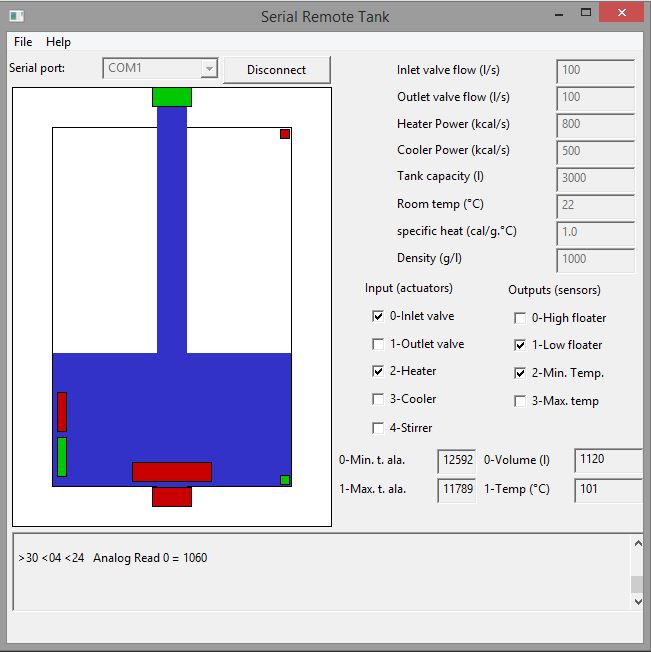 Serial Remote Tank
File Help
Serial port: COM1 Disconnect
Inlet valve flow (l/s) 100
Outlet valve flow (l/s) 100
Heater Power (kcal/s) 800
Cooler Power (kcal/s) 500
Tank capacity (l) 3000
Room temp (°C) 22
specific heat (cal/g.°C) 1.0
Density (g/l) 1000
Input (actuators) Outputs (sensors)
0-Inlet valve 0-High floater
1-Outlet valve 1-Low floater
2-Heater 2-Min. Temp.
3-Cooler 3-Max. temp
4-Stirrer
0-Min. t. ala. 12592 0-Volume (l) 1120
1-Max. t. ala. 11789 1-Temp (°C) 101
>30 <04 <24 Analog Read 0 = 1060